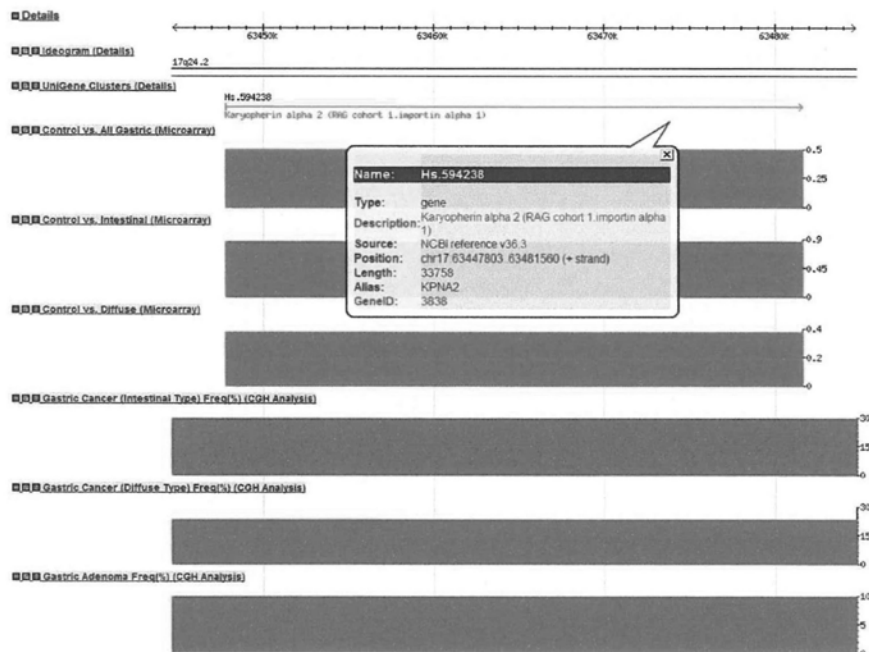 Details
63450k 63460k 63470k 63480k
Ideogram (Details)
17q24.2
UniGene Clusters (Details)
Hs.594238
Karyopherin alpha 2 (RAG cohort 1.importin alpha 1)
Control vs. All Gastric (Microarray)
0.5
0.25
0
Name: Hs.594238
Type: gene
Description: Karyopherin alpha 2 (RAG cohort 1.importin alpha
1)
Source: NCBI reference v36.3
Position: chr17:63447803..63481560 (+ strand)
Length: 33758
Alias: KPNA2
GeneID: 3838
Control vs. Intestinal (Microarray)
0.9
0.45
0
Control vs. Diffuse (Microarray)
0.4
0.2
0
Gastric Cancer (Intestinal Type) Freq(%) (CGH Analysis)
30
15
0
Gastric Cancer (Diffuse Type) Freq(%) (CGH Analysis)
30
15
0
Gastric Adenoma Freq(%) (CGH Analysis)
10
5
0